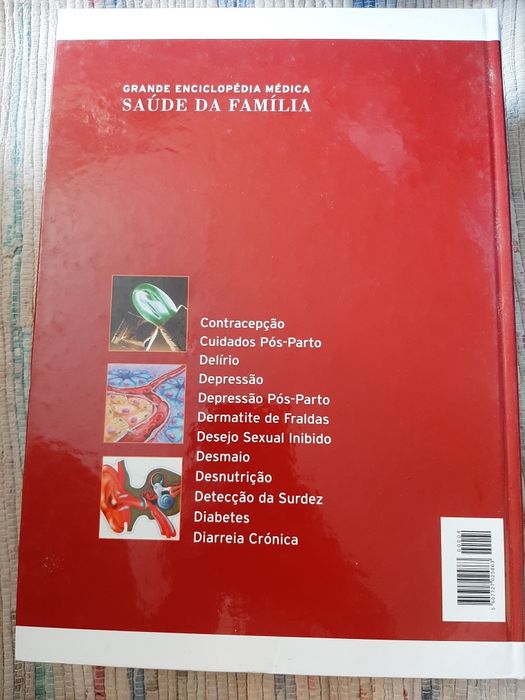 GRANDE ENCICLOPÉDIA MÉDICA
SAÚDE DA FAMÍLIA
Contracepção
Cuidados Pós-Parto
Delírio
Depressão
Depressão Pós-Parto
Dermatite de Fraldas
Desejo Sexual Inibido
Desmaio
Desnutrição
Detecção da Surdez
Diabetes
Diarreia Crónica
00004